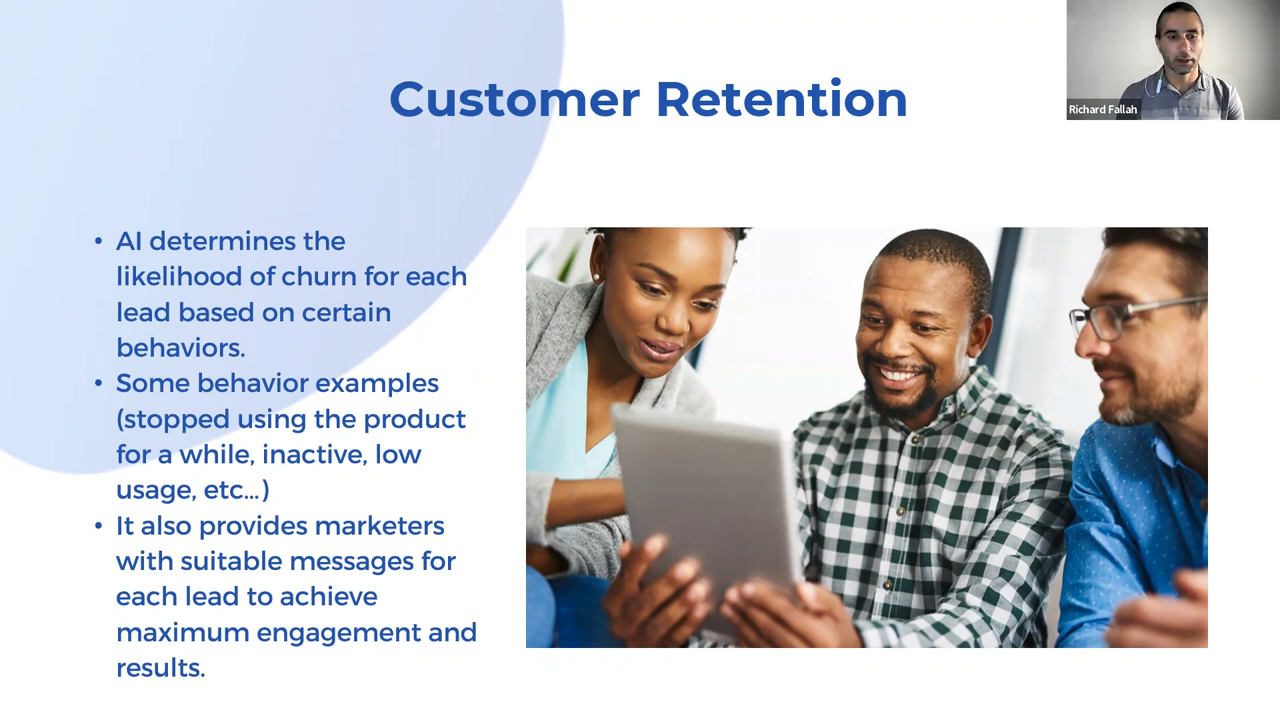 Customer Retention
Richard Fallah
• AI determines the
likelihood of churn for each
lead based on certain
behaviors.
• Some behavior examples
(stopped using the product
for a while, inactive, low
usage, etc...)
• It also provides marketers
with suitable messages for
each lead to achieve
maximum engagement and
results.